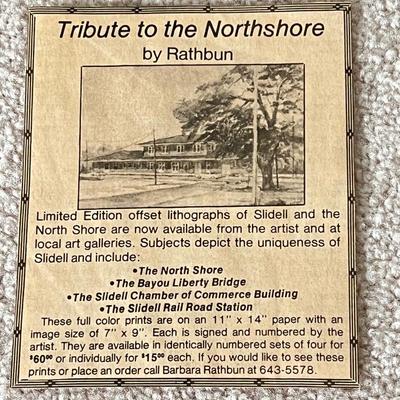 Tribute to the Northshore
by Rathbun
Limited Edition offset lithographs of Slidell and the
North Shore are now available from the artist and at
local art galleries. Subjects depict the uniqueness of
Slidell and include:
•The North Shore
•The Bayou Liberty Bridge
•The Slidell Chamber of Commerce Building
•The Slidell Rail Road Station
These full color prints are on an 11" x 14" paper with an
image size of 7" x 9". Each is signed and numbered by the
artist. They are available in identically numbered sets of four for
$60⁰⁰ or individually for $15⁰⁰ each. If you would like to see these
prints or place an order call Barbara Rathbun at 643-5578.